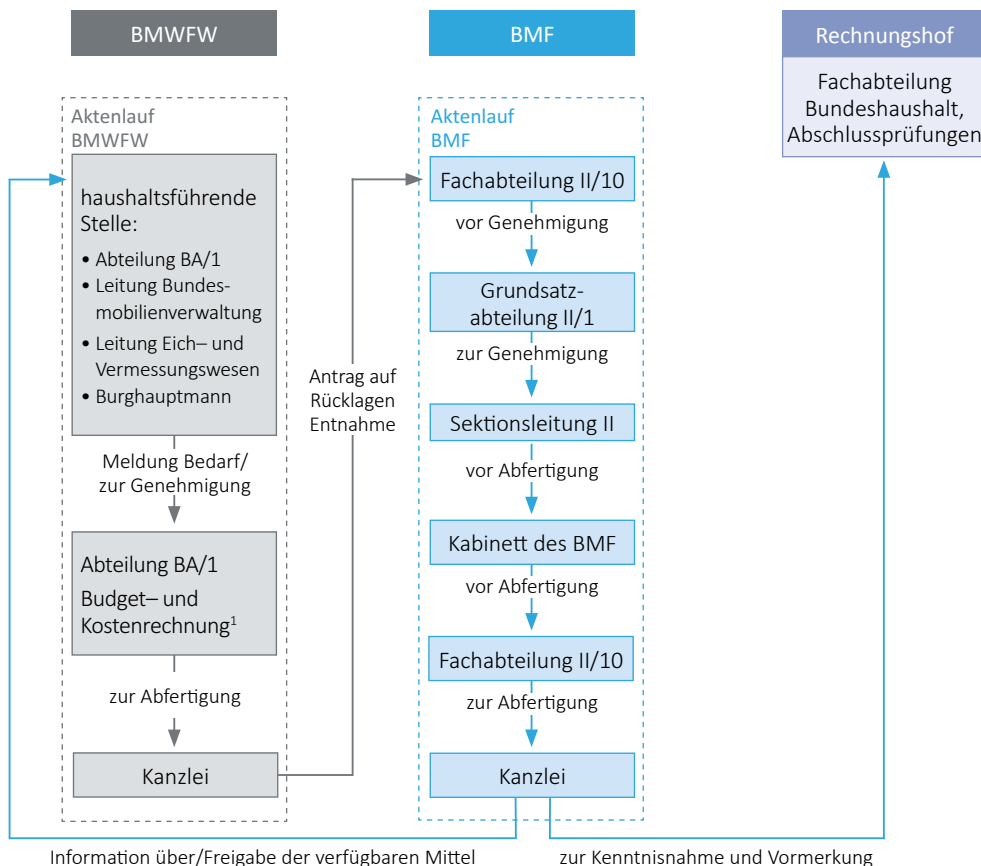 BMWFW
Aktenlauf
BMWFW
haushaltsführende
Stelle:
• Abteilung BA/1
• Leitung Bundes-
mobilienverwaltung
• Leitung Eich– und
Vermessungswesen
• Burghauptmann
Meldung Bedarf/
zur Genehmigung
Abteilung BA/1
Budget– und
Kostenrechnung1
zur Abfertigung
Kanzlei
Antrag auf
Rücklagen
Entnahme
BMF
Aktenlauf
BMF
Fachabteilung II/10
vor Genehmigung
Grundsatz-
abteilung II/1
zur Genehmigung
Sektionsleitung II
vor Abfertigung
Kabinett des BMF
vor Abfertigung
Fachabteilung II/10
zur Abfertigung
Kanzlei
Rechnungshof
Fachabteilung
Bundeshaushalt,
Abschlussprüfungen
Information über/Freigabe der verfügbaren Mittel
zur Kenntnisnahme und Vormerkung